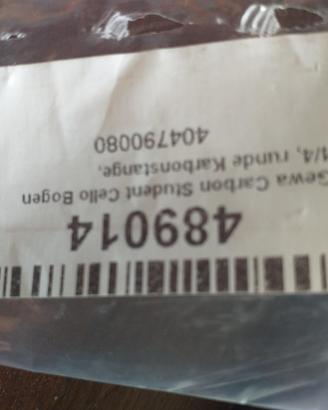 489014
Gewa Carbon Student Cello Bogen
1/4, runde Karbonstange,
404790080